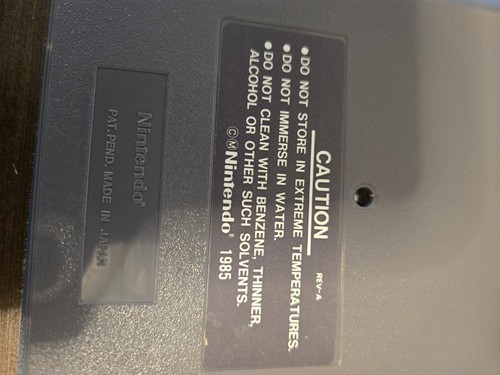 CAUTION REV-A
● DO NOT STORE IN EXTREME TEMPERATURES.
● DO NOT IMMERSE IN WATER.
● DO NOT CLEAN WITH BENZENE, THINNER,
ALCOHOL OR OTHER SUCH SOLVENTS.
©ⓂNintendo® 1985
Nintendo®
PAT. PEND. MADE IN JAPAN